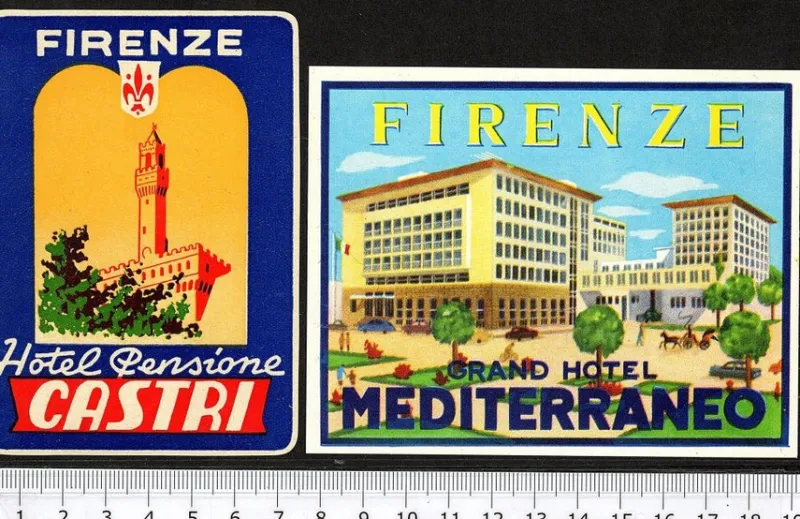 FIRENZE
Hotel Pensione
CASTRI
FIRENZE
GRAND HOTEL
MEDITERRANEO
1 2 3 4 5 6 7 8 9 10 11 12 13 14 15 16 17 18 19